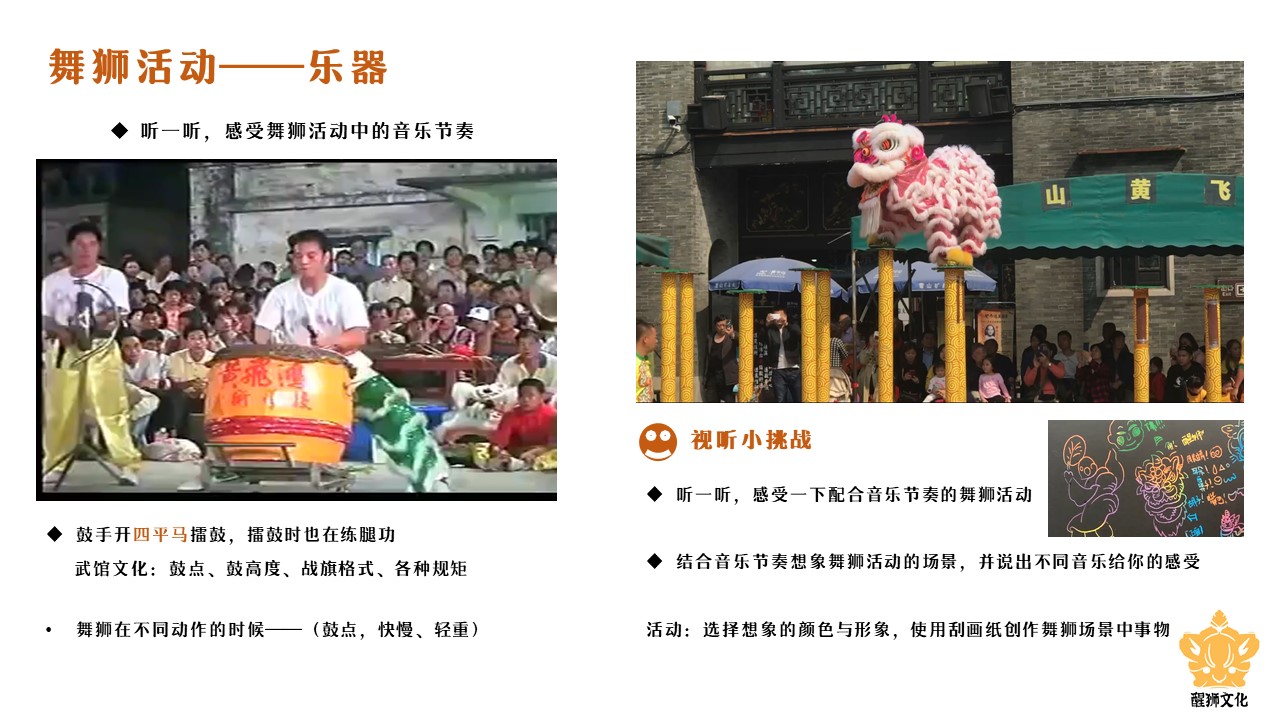 舞狮活动——乐器
◆ 听一听，感受舞狮活动中的音乐节奏
黄飛鴻
◆ 鼓手开四平马擂鼓，擂鼓时也在练腿功
武馆文化：鼓点、鼓高度、战旗格式、各种规矩
• 舞狮在不同动作的时候——（鼓点，快慢、轻重）
山 黄 飞
视听小挑战
◆ 听一听，感受一下配合音乐节奏的舞狮活动
◆ 结合音乐节奏想象舞狮活动的场景，并说出不同音乐给你的感受
活动：选择想象的颜色与形象，使用刮画纸创作舞狮场景中事物
醒狮文化